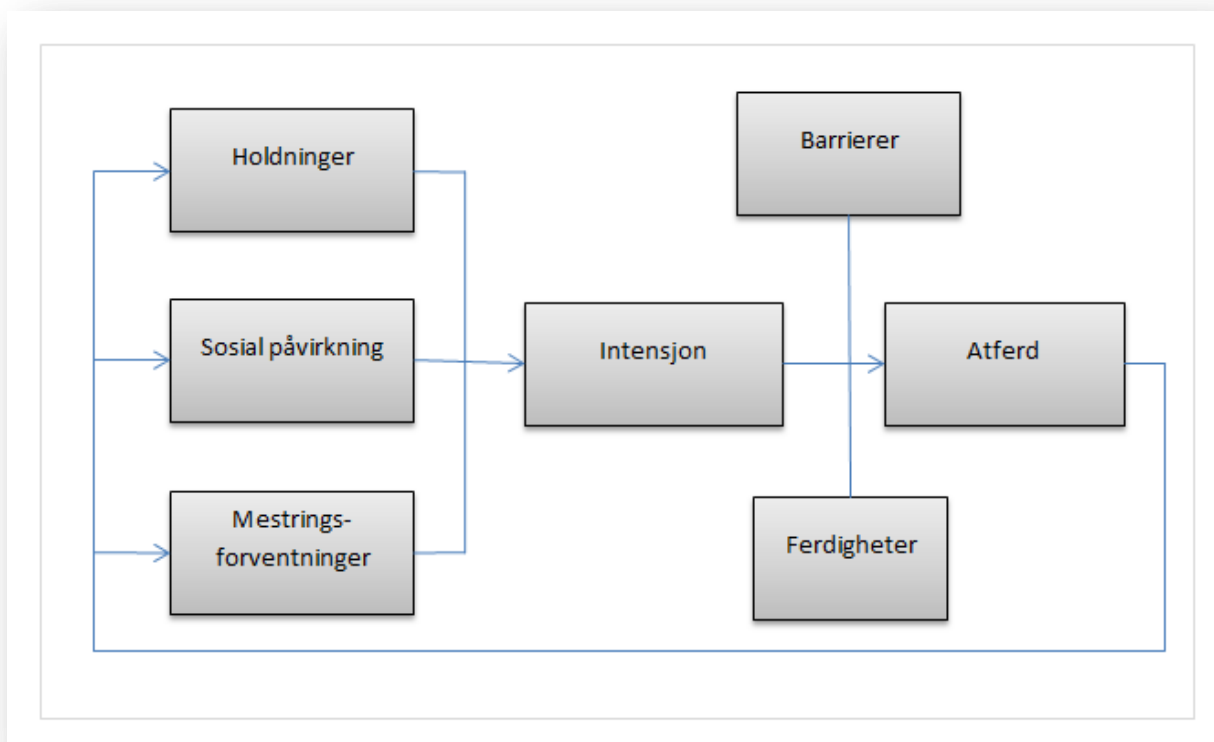 Holdninger
Barrierer
Sosial påvirkning
Intensjon
Atferd
Mestrings-
forventninger
Ferdigheter